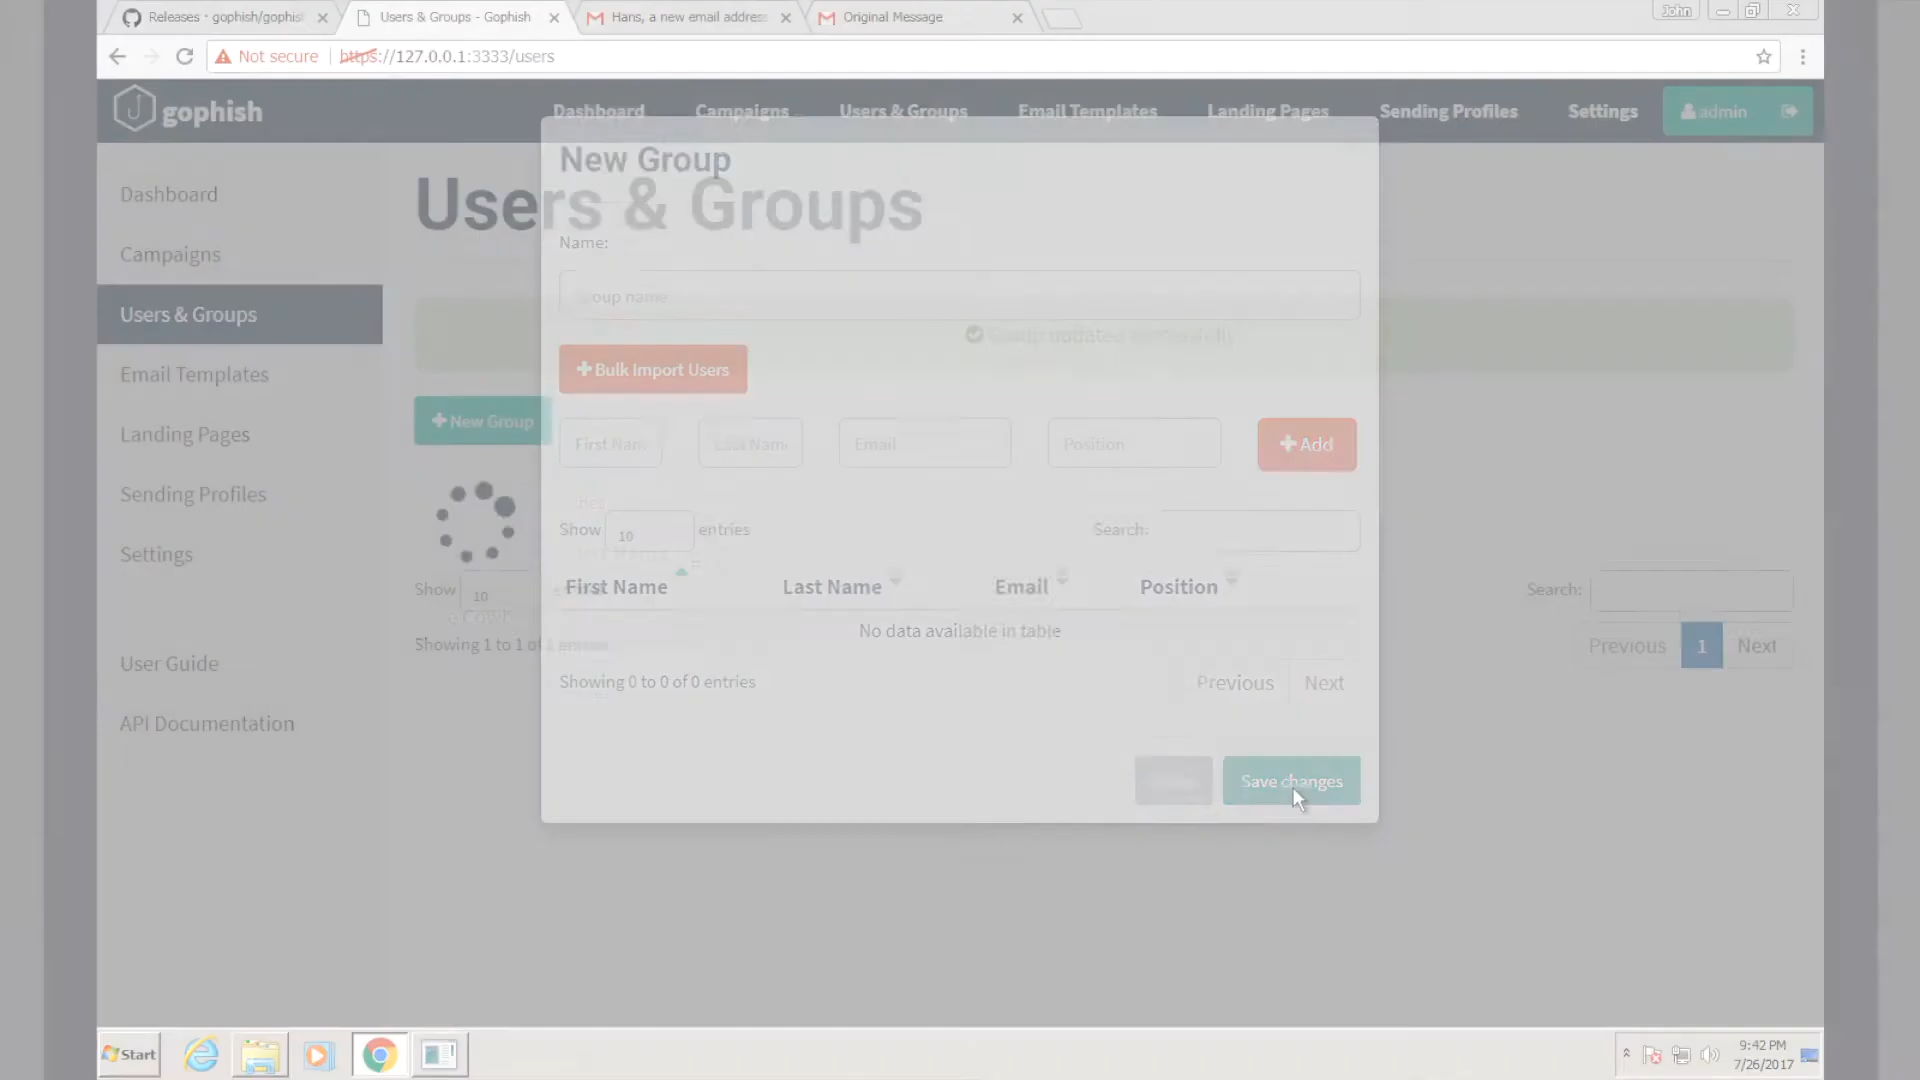 Releases · gophish/gophis
Users & Groups - Gophish
Hans, a new email address
Original Message
John
Not secure
https://127.0.0.1:3333/users
gophish
Dashboard
Campaigns
Users & Groups
Email Templates
Landing Pages
Sending Profiles
Settings
admin
Dashboard
Campaigns
Users & Groups
Email Templates
Landing Pages
Sending Profiles
Settings
User Guide
API Documentation
Users & Groups
New Group
Show 10
Showing 1 to 1 of 1 entries
Search:
Previous 1 Next
New Group
Name:
Bulk Import Users
First Nam
Last Name
Email
Position
Add
Show 10 entries
Search:
First Name Last Name Email Position
No data available in table
Showing 0 to 0 of 0 entries
Previous Next
Save changes
Start
9:42 PM
7/26/2017